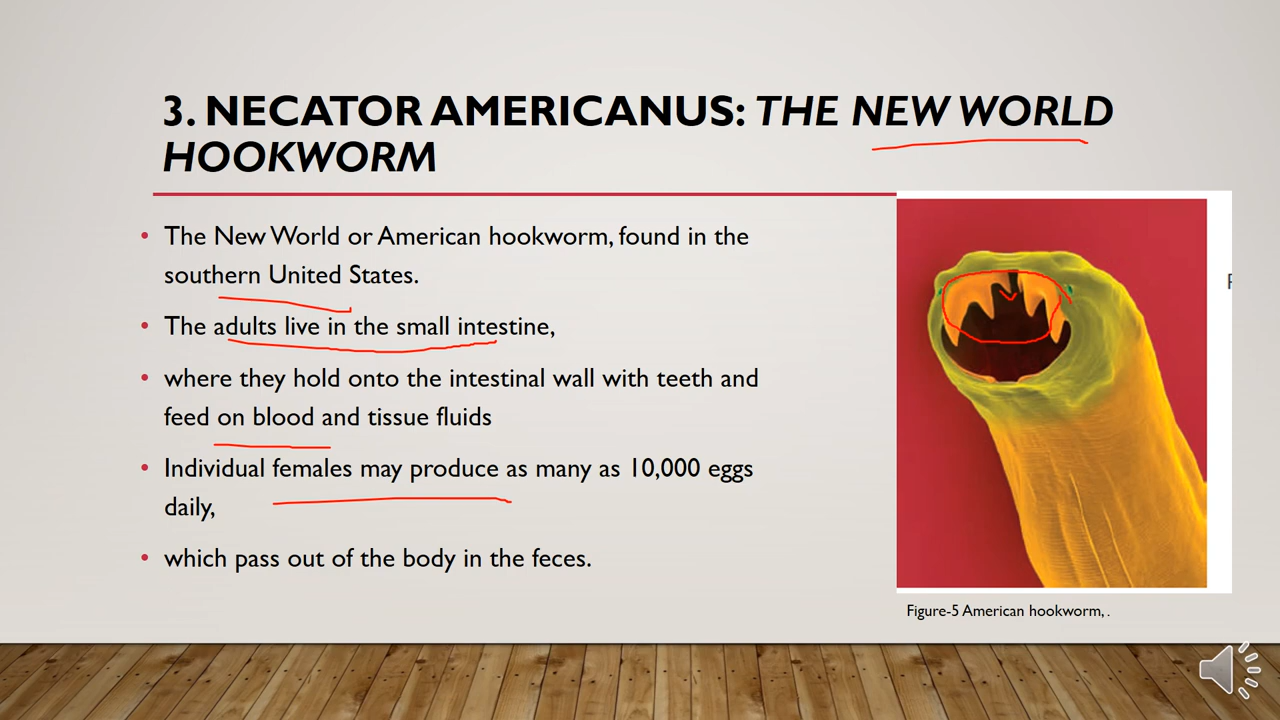 3. NECATOR AMERICANUS: THE NEW WORLD
HOOKWORM
• The New World or American hookworm, found in the
southern United States.
• The adults live in the small intestine,
• where they hold onto the intestinal wall with teeth and
feed on blood and tissue fluids
• Individual females may produce as many as 10,000 eggs
daily,
• which pass out of the body in the feces.
Figure-5 American hookworm, .